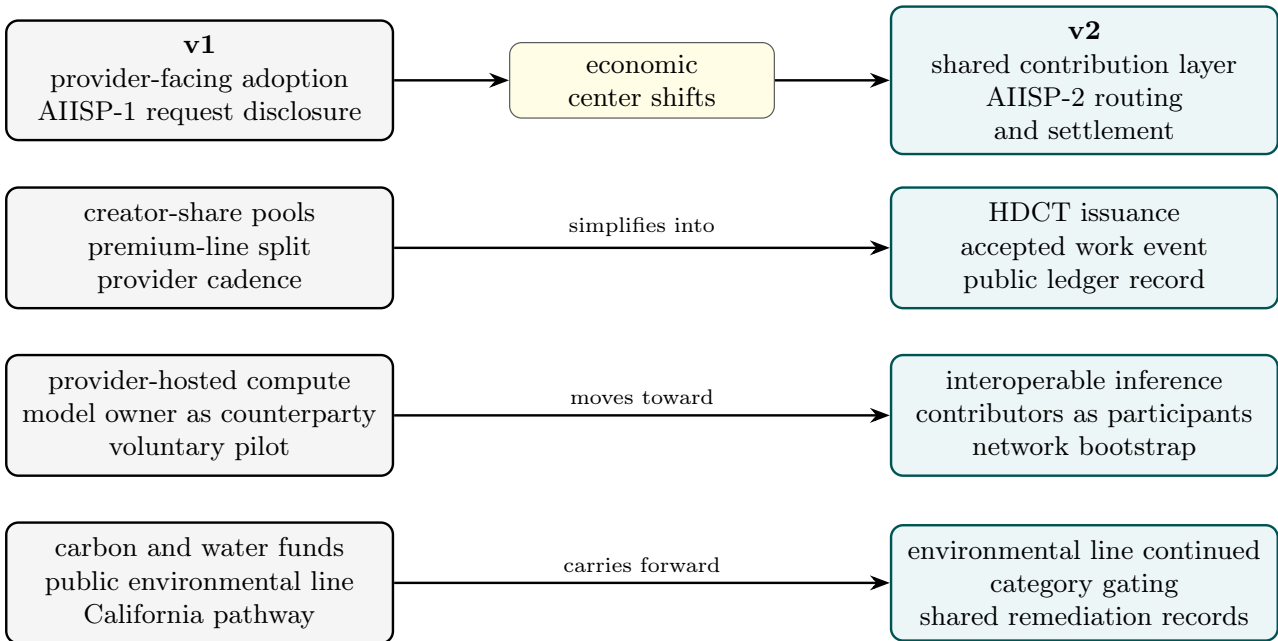 v1
provider-facing adoption
AIISP-1 request disclosure
economic
center shifts
v2
shared contribution layer
AIISP-2 routing
and settlement
creator-share pools
premium-line split
provider cadence
simplifies into
HDCT issuance
accepted work event
public ledger record
provider-hosted compute
model owner as counterparty
voluntary pilot
moves toward
interoperable inference
contributors as participants
network bootstrap
carbon and water funds
public environmental line
California pathway
carries forward
environmental line continued
category gating
shared remediation records